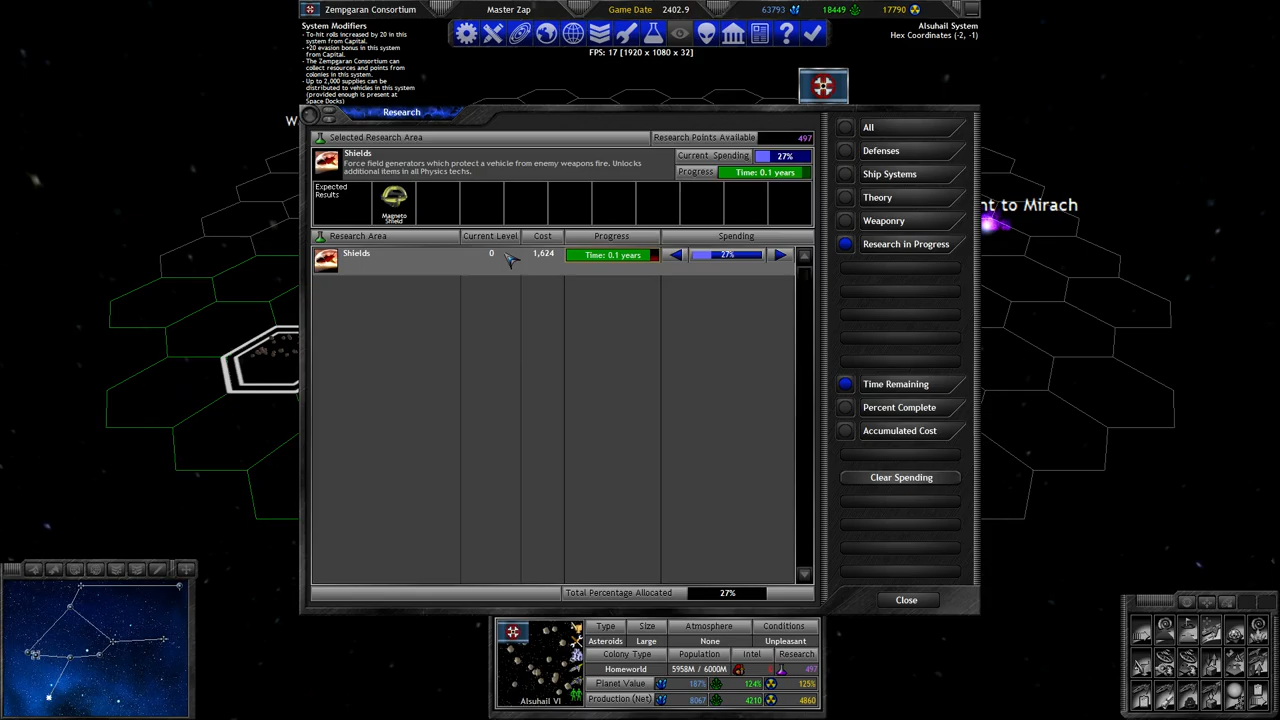 Zempgaran Consortium
Master Zap
Game Date 2402.9
63793
18449
17790
System Modifiers
- To-hit rolls increased by 20 in this
system from Capital.
- +20 evasion bonus in this system
from Capital.
- The Zempgaran Consortium can
collect resources and points from
colonies in this system.
- Up to 2,000 supplies can be
distributed to vehicles in this system
(provided enough is present at
Space Docks)
Alsuhail System
Hex Coordinates (-2, -1)
FPS: 17 [1920 x 1080 x 32]
W
nt to Mirach
Research
Selected Research Area
Research Points Available 497
Shields
Force field generators which protect a vehicle from enemy weapons fire. Unlocks
additional items in all Physics techs.
Current Spending 27%
Progress Time: 0.1 years
Expected
Results
Magneto
Shield
Research Area Current Level Cost Progress Spending
Shields 0 1,624 Time: 0.1 years 27%
Total Percentage Allocated 27%
All
Defenses
Ship Systems
Theory
Weaponry
Research in Progress
Time Remaining
Percent Complete
Accumulated Cost
Clear Spending
Close
Type Size Atmosphere Conditions
Asteroids Large None Unpleasant
Colony Type Population Intel Research
Homeworld 5958M / 6000M 497
Planet Value 187% 124% 125%
Production (Net) 8067 4210 4860
Alsuhail VI